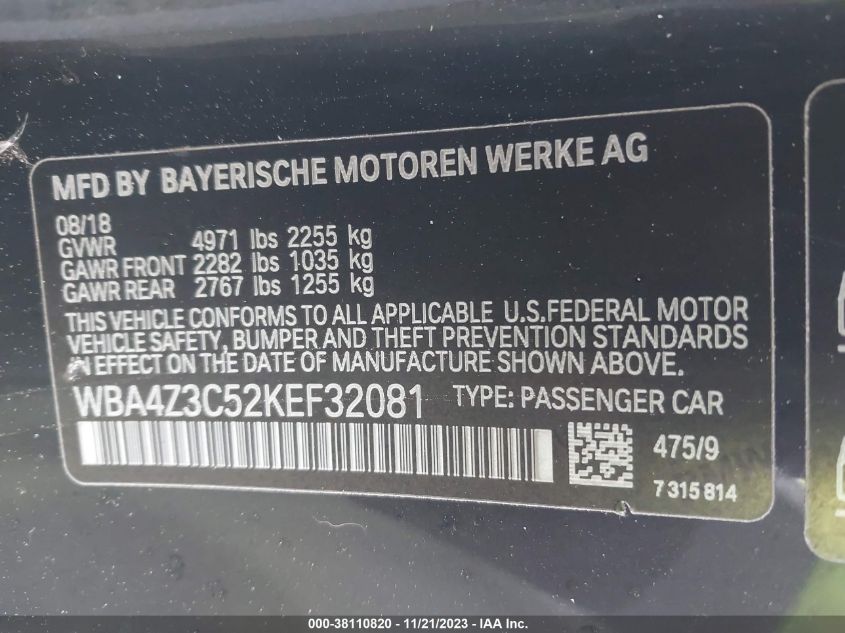 MFD BY BAYERISCHE MOTOREN WERKE AG
08/18
GVWR 4971 lbs 2255 kg
GAWR FRONT 2282 lbs 1035 kg
GAWR REAR 2767 lbs 1255 kg
THIS VEHICLE CONFORMS TO ALL APPLICABLE U.S.FEDERAL MOTOR
VEHICLE SAFETY, BUMPER AND THEFT PREVENTION STANDARDS
IN EFFECT ON THE DATE OF MANUFACTURE SHOWN ABOVE.
WBA4Z3C52KEF32081 TYPE: PASSENGER CAR
475/9
7 315 814
000-38110820 - 11/21/2023 - IAA Inc.